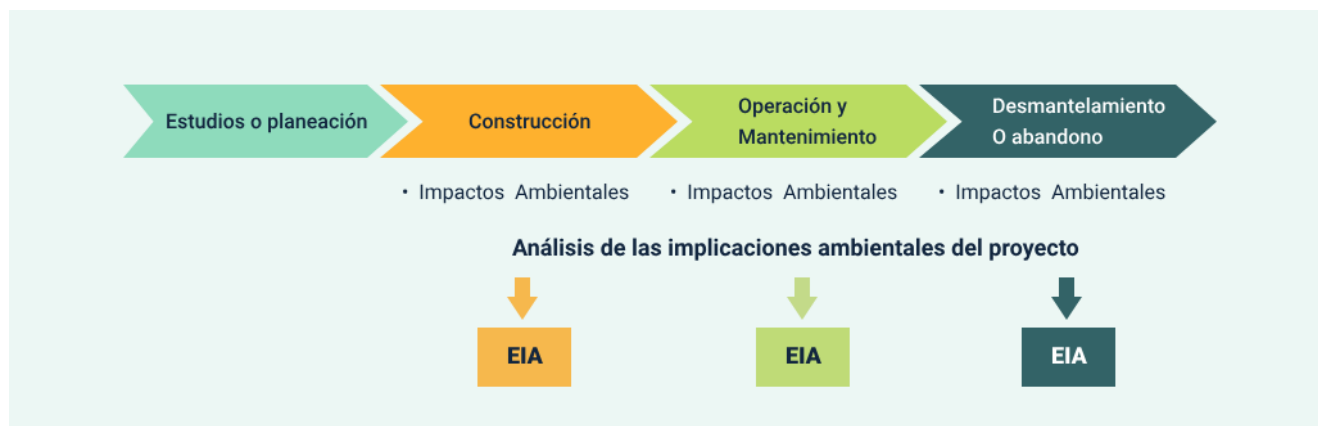 Estudios o planeación
Construcción
Operación y
Mantenimiento
Desmantelamiento
O abandono
• Impactos Ambientales
• Impactos Ambientales
• Impactos Ambientales
Análisis de las implicaciones ambientales del proyecto
EIA
EIA
EIA